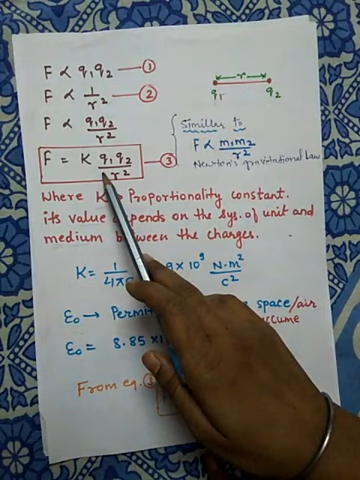 F ∝ q₁q₂ — ①
F ∝ 1/r²
— ②
F ∝ q₁q₂/r²
F = K q₁q₂/r² — ③
r
q₁ q₂
Similar to
F ∝ m₁m₂/r²
Newton's gravitational Law
Where K → Proportionality constant.
its value depends on the sys. of unit and
medium between the charges.
K = 1/4π 9 × 10⁹ N-m²/c²
ε₀ → space/air
ε₀ = 8.85 ×
From eq.